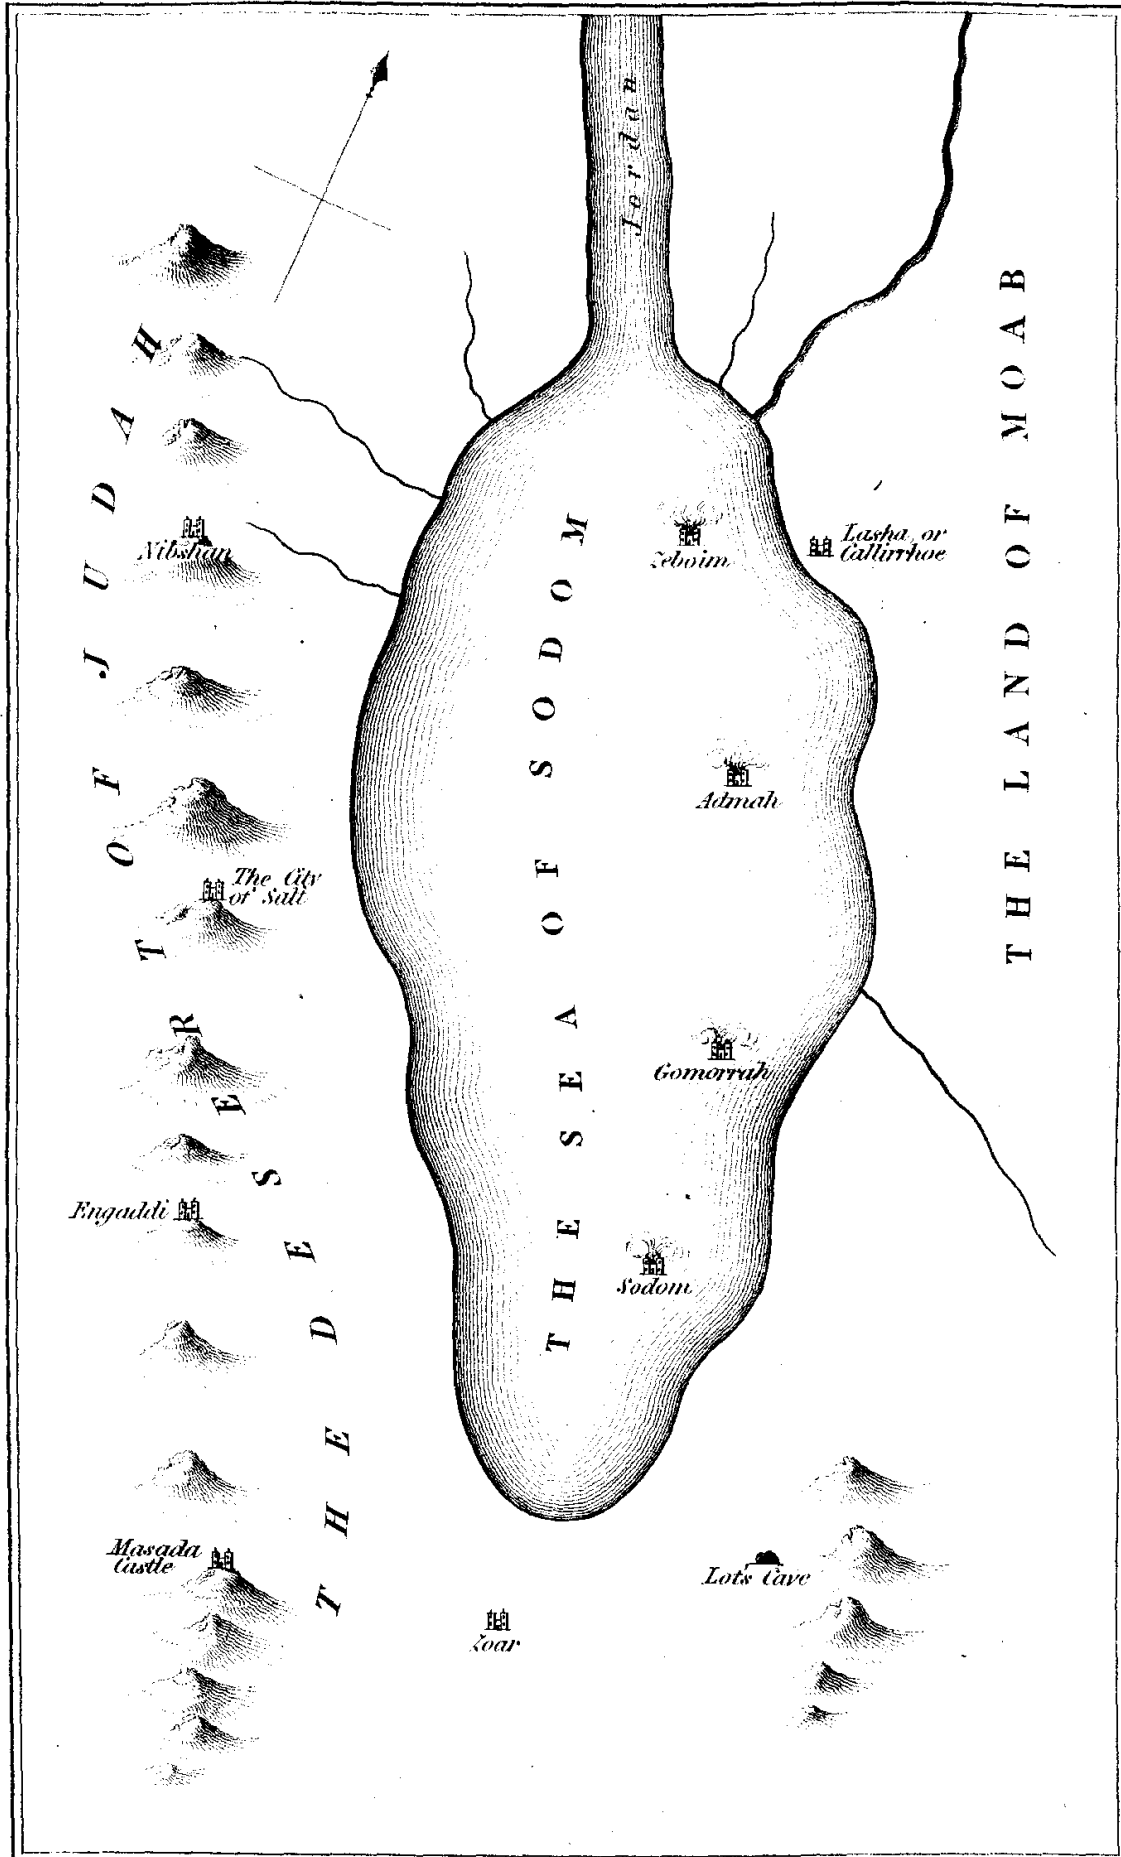 Jordan
THE DESERT OF JUDAH
THE SEA OF SODOM
THE LAND OF MOAB
Nibshan
Zeboim
Lasha or
Callirrhoe
Admah
The City
of Salt
Gomorrah
Engaddi
Sodom
Masada
Castle
Lots Cave
Zoar